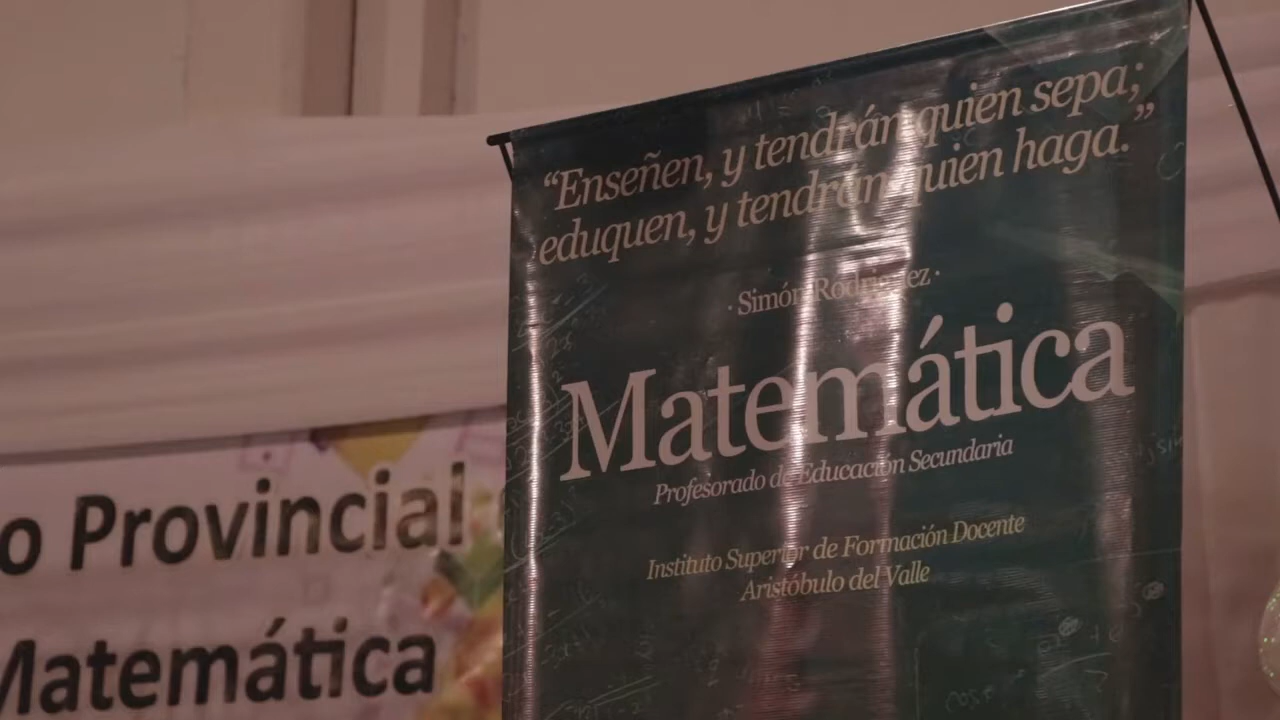 “Enseñen, y tendrán quien sepa;
eduquen, y tendrán quien haga.”
· Simón Rodríguez ·
Matemática
Profesorado de Educación Secundaria
Instituto Superior de Formación Docente
Aristóbulo del Valle
o Provincial
Matemática